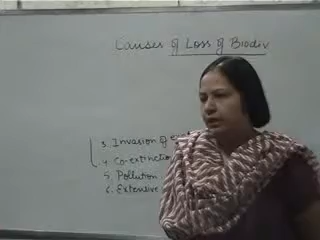 Causes of Loss of Biodiv
3. Invasion of
4. Co-extinction
5. Pollution
6. Extensive